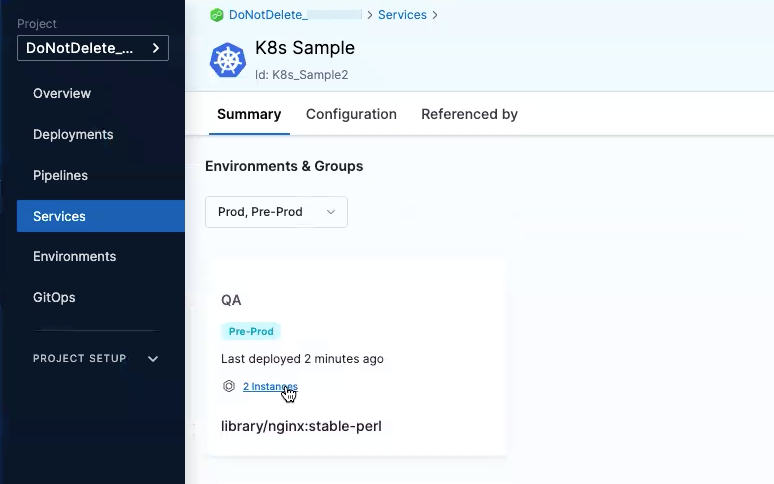 Project
DoNotDelete_...
Overview
Deployments
Pipelines
Services
Environments
GitOps
PROJECT SETUP
DoNotDelete_ > Services >
K8s Sample
Id: K8s_Sample2
Summary Configuration Referenced by
Environments & Groups
Prod, Pre-Prod
QA
Pre-Prod
Last deployed 2 minutes ago
2 Instances
library/nginx:stable-perl